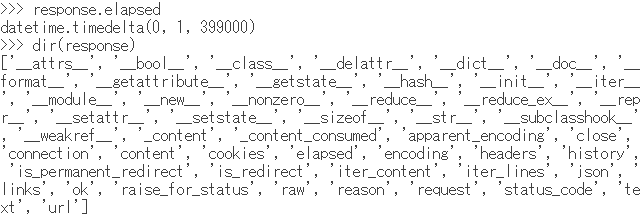 >>> response.elapsed
datetime.timedelta(0, 1, 399000)
>>> dir(response)
['__attrs__', '__bool__', '__class__', '__delattr__', '__dict__', '__doc__', '__
format__', '__getattribute__', '__getstate__', '__hash__', '__init__', '__iter__
', '__module__', '__new__', '__nonzero__', '__reduce__', '__reduce_ex__', '__rep
r__', '__setattr__', '__setstate__', '__sizeof__', '__str__', '__subclasshook__'
, '__weakref__', '_content', '_content_consumed', 'apparent_encoding', 'close',
'connection', 'content', 'cookies', 'elapsed', 'encoding', 'headers', 'history',
 'is_permanent_redirect', 'is_redirect', 'iter_content', 'iter_lines', 'json', '
links', 'ok', 'raise_for_status', 'raw', 'reason', 'request', 'status_code', 'te
xt', 'url']